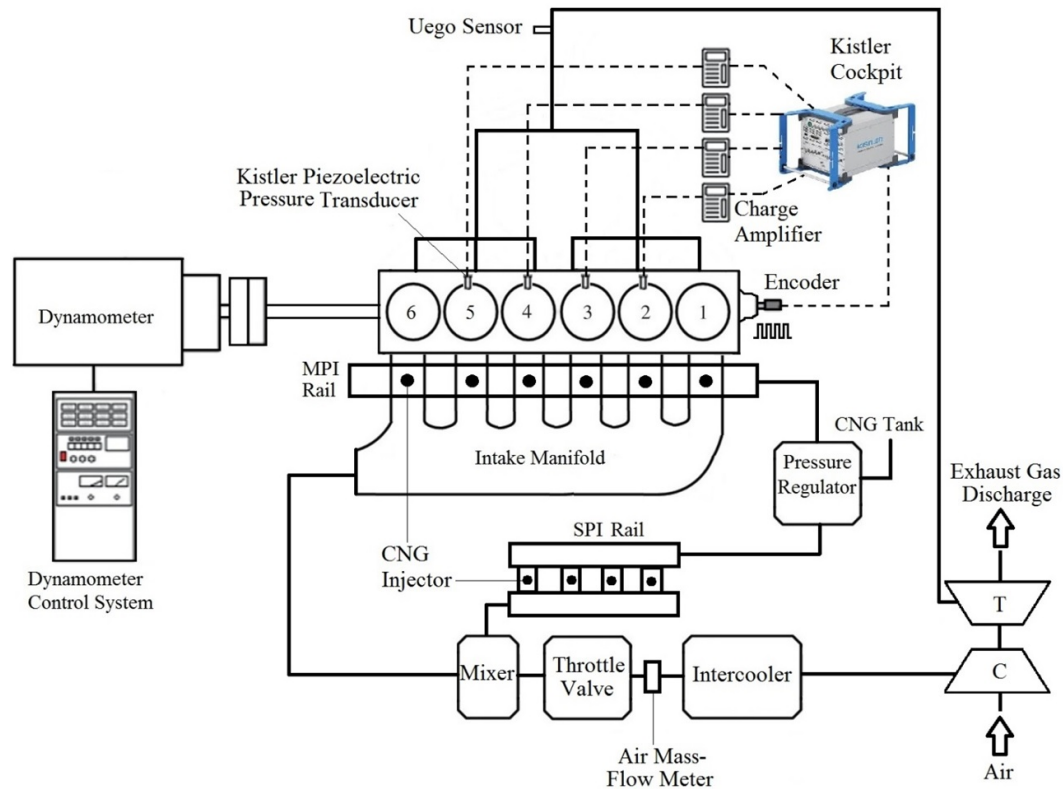 Uego Sensor
Kistler
Cockpit
Kistler Piezoelectric
Pressure Transducer
Charge
Amplifier
Encoder
Dynamometer
6 5 4 3 2 1
MPI
Rail
CNG Tank
Intake Manifold
Pressure
Regulator
Exhaust Gas
Discharge
SPI Rail
CNG
Injector
Dynamometer
Control System
T
Mixer
Throttle
Valve
Intercooler
C
Air Mass-
Flow Meter
Air